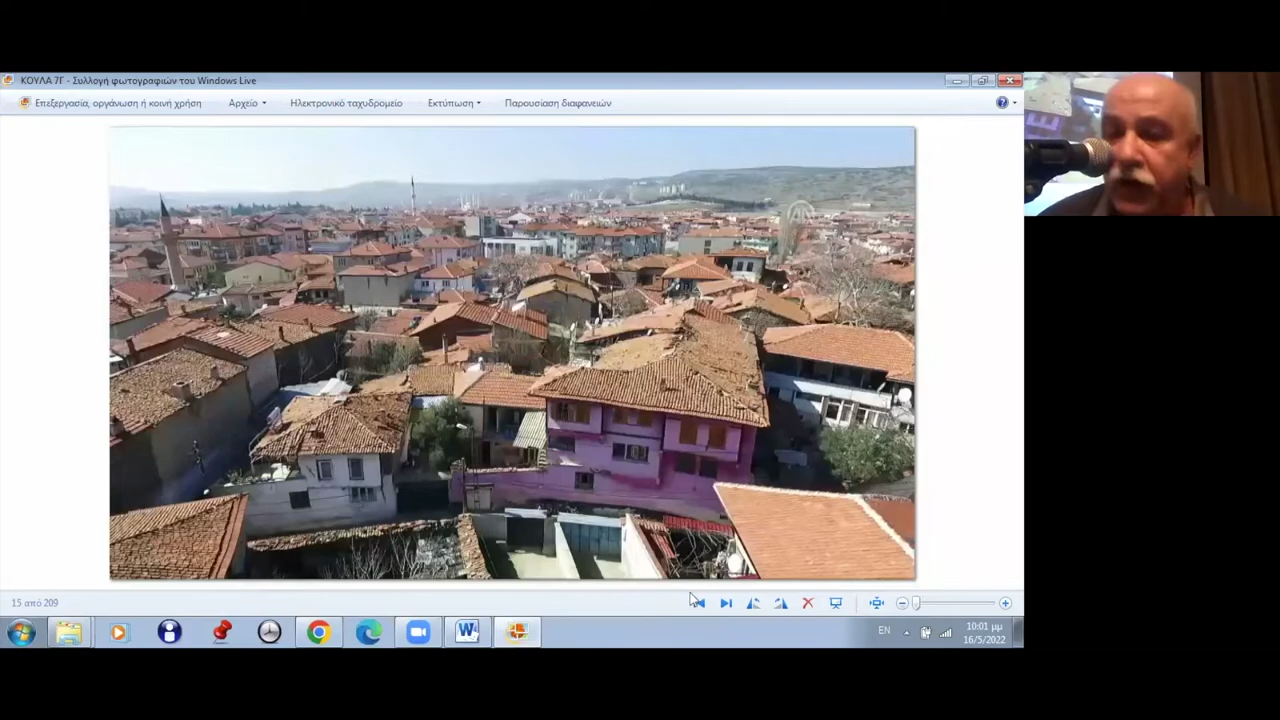 ΚΟΥΛΑ 7Γ - Συλλογή φωτογραφιών του Windows Live
Επεξεργασία, οργάνωση ή κοινή χρήση
Αρχείο
Ηλεκτρονικό ταχυδρομείο
Εκτύπωση
Παρουσίαση διαφανειών
15 από 209
EN
10:01 μμ
16/5/2022